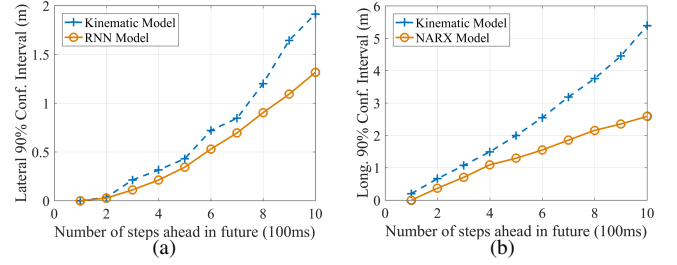 Lateral 90% Conf. Interval (m)
2
1.5
1
0.5
0
Kinematic Model
RNN Model
0 2 4 6 8 10
Number of steps ahead in future (100ms)
(a)
Long. 90% Conf. Interval (m)
6
5
4
3
2
1
0
Kinematic Model
NARX Model
0 2 4 6 8 10
Number of steps ahead in future (100ms)
(b)